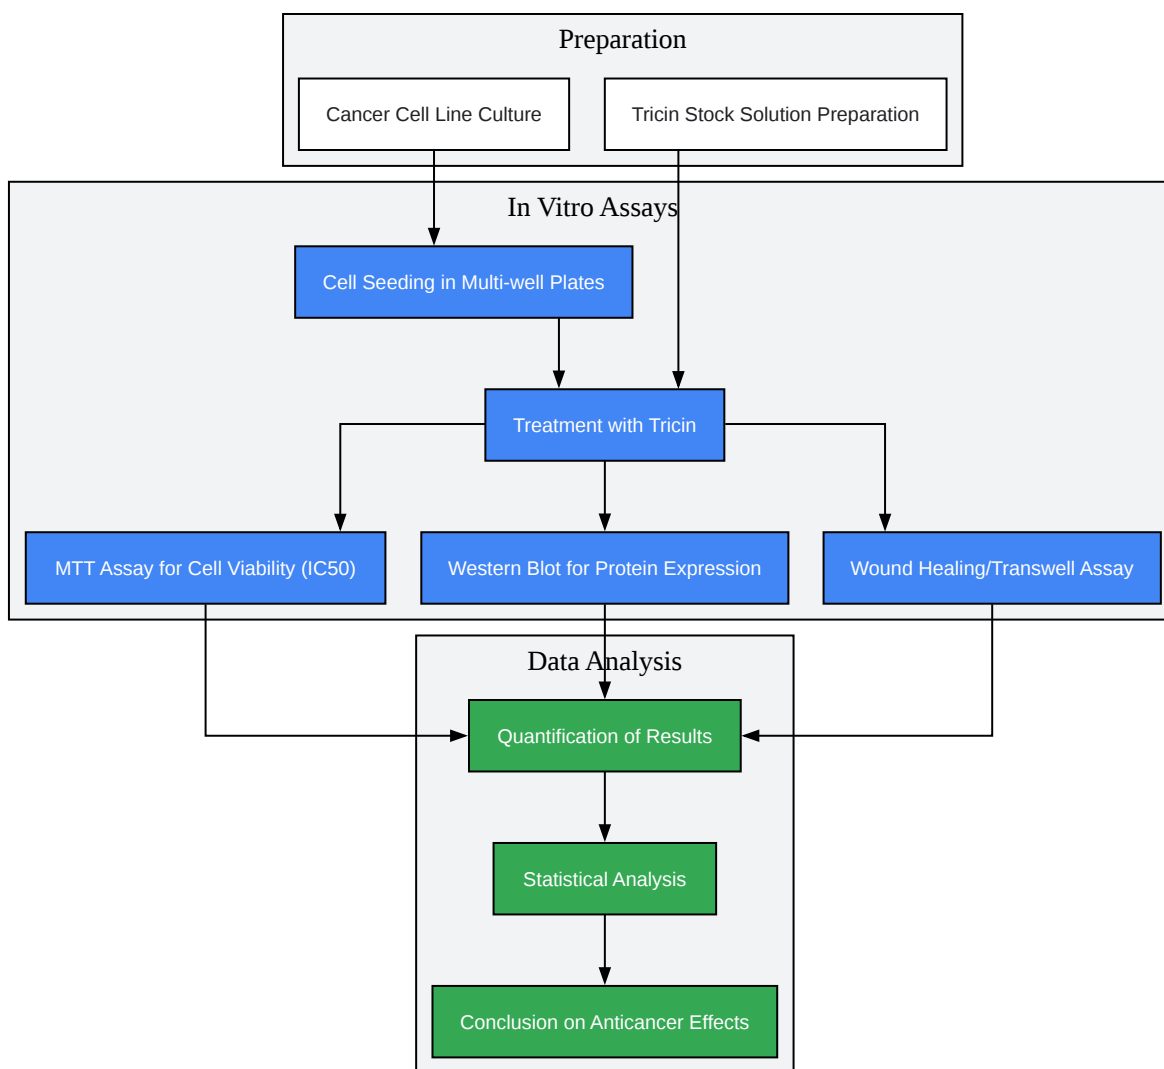 Preparation
Cancer Cell Line Culture
Tricin Stock Solution Preparation
In Vitro Assays
Cell Seeding in Multi-well Plates
Treatment with Tricin
MTT Assay for Cell Viability (IC50)
Western Blot for Protein Expression
Wound Healing/Transwell Assay
Data Analysis
Quantification of Results
Statistical Analysis
Conclusion on Anticancer Effects